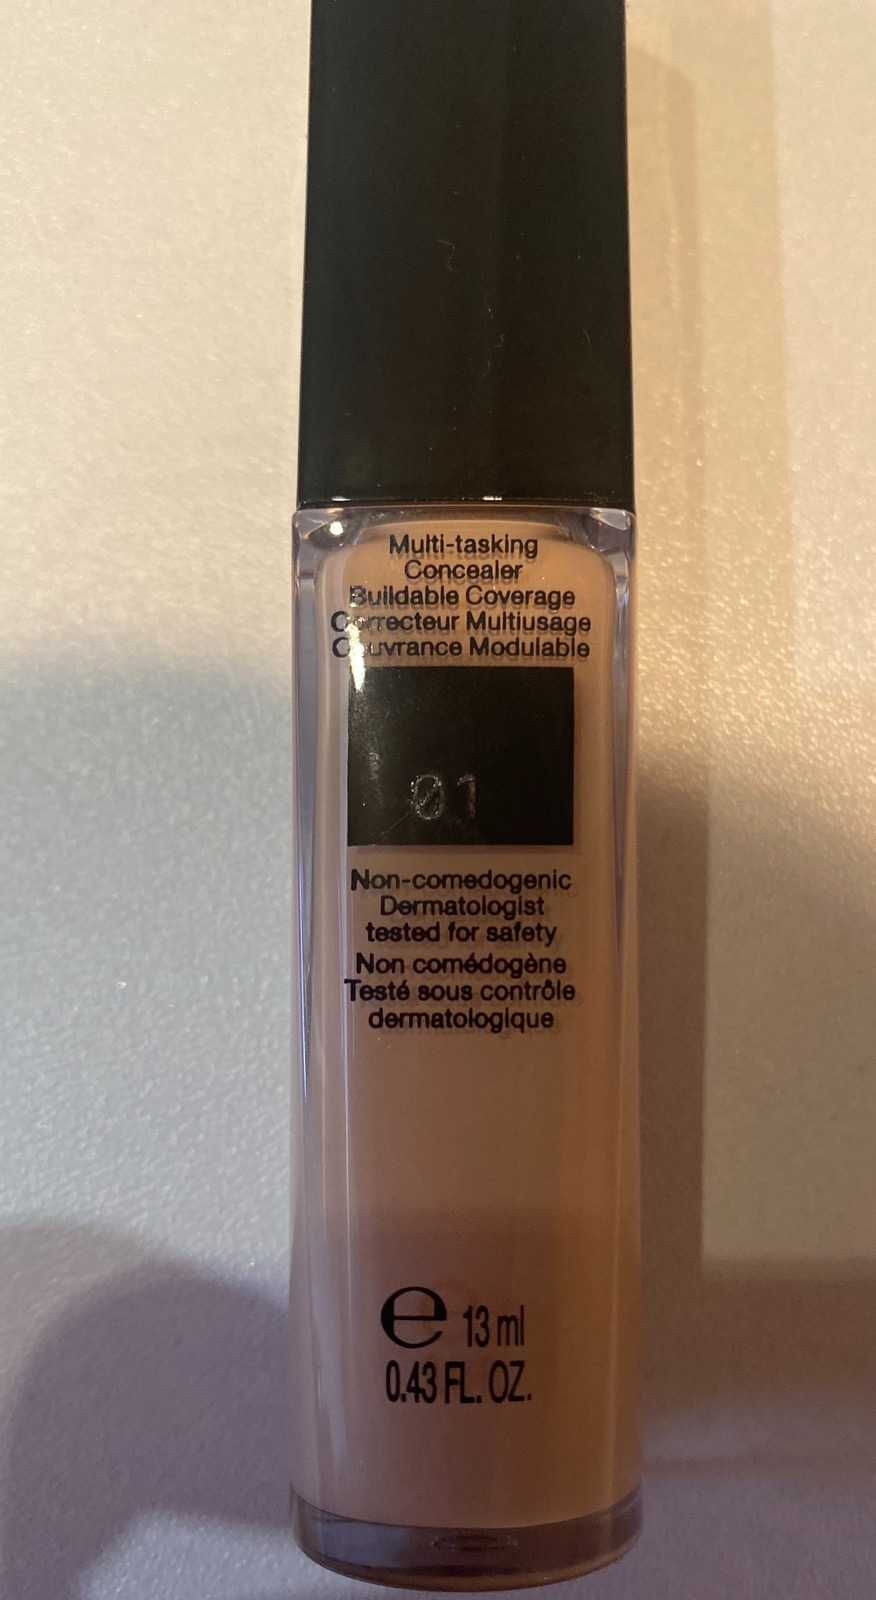 Multi-tasking
Concealer
Buildable Coverage
Correcteur Multiusage
Couvrance Modulable
01
Non-comedogenic
Dermatologist
tested for safety
Non comédogène
Testé sous contrôle
dermatologique
e 13 ml
0.43 FL. OZ.